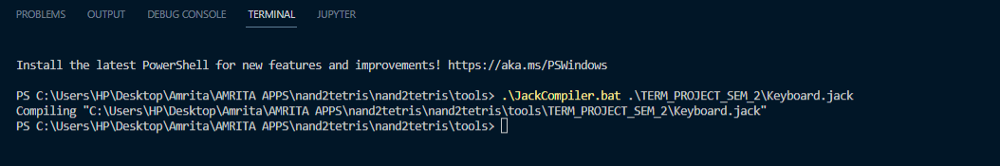 PROBLEMS OUTPUT DEBUG CONSOLE TERMINAL JUPYTER
Install the latest PowerShell for new features and improvements! https://aka.ms/PSWindows
PS C:\Users\HP\Desktop\Amrita\AMRITA APPS\nand2tetris\nand2tetris\tools> .\JackCompiler.bat .\TERM_PROJECT_SEM_2\Keyboard.jack
Compiling "C:\Users\HP\Desktop\Amrita\AMRITA APPS\nand2tetris\nand2tetris\tools\TERM_PROJECT_SEM_2\Keyboard.jack"
PS C:\Users\HP\Desktop\Amrita\AMRITA APPS\nand2tetris\nand2tetris\tools>